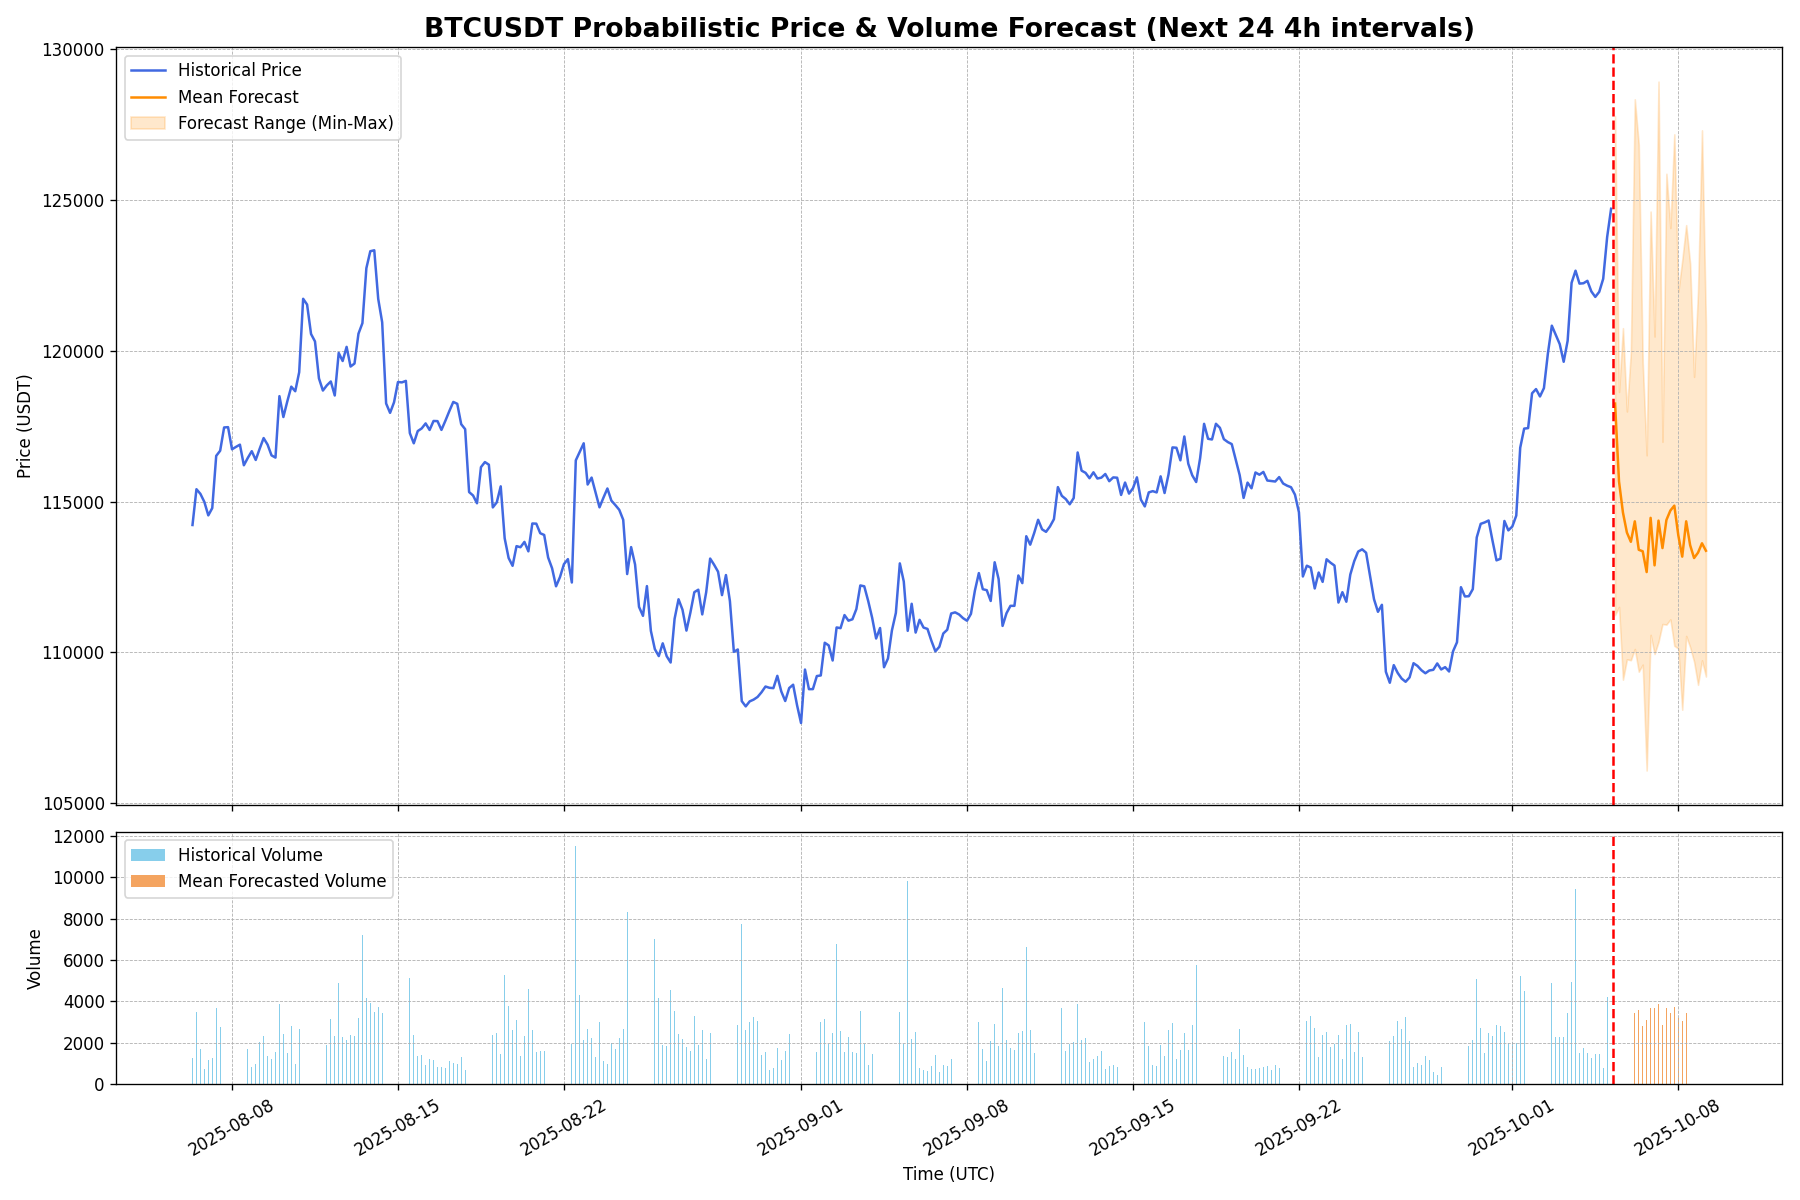 BTCUSDT Probabilistic Price & Volume Forecast (Next 24 4h intervals)
130000
125000
120000
115000
110000
105000
Price (USDT)
Historical Price
Mean Forecast
Forecast Range (Min-Max)
12000
10000
8000
6000
4000
2000
0
Volume
Historical Volume
Mean Forecasted Volume
2025-08-08
2025-08-15
2025-08-22
2025-09-01
2025-09-08
2025-09-15
2025-09-22
2025-10-01
2025-10-08
Time (UTC)